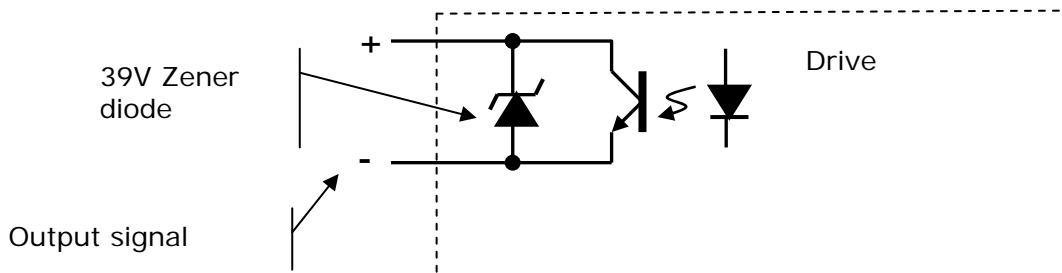 +
39V Zener
diode
Drive
-
Output signal